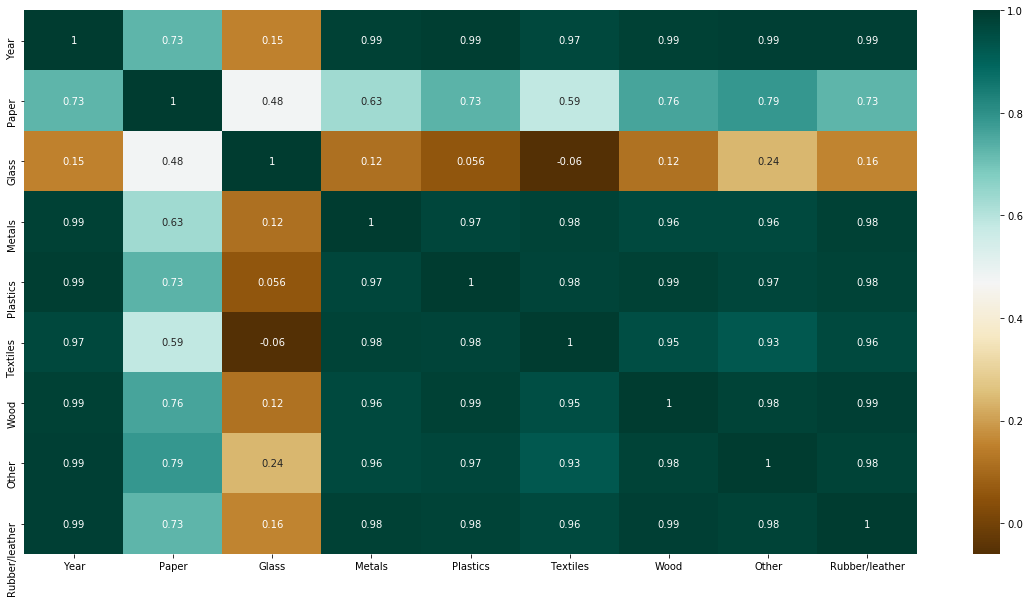 Year 1 0.73 0.15 0.99 0.99 0.97 0.99 0.99 0.99
Paper 0.73 1 0.48 0.63 0.73 0.59 0.76 0.79 0.73
Glass 0.15 0.48 1 0.12 0.056 -0.06 0.12 0.24 0.16
Metals 0.99 0.63 0.12 1 0.97 0.98 0.96 0.96 0.98
Plastics 0.99 0.73 0.056 0.97 1 0.98 0.99 0.97 0.98
Textiles 0.97 0.59 -0.06 0.98 0.98 1 0.95 0.93 0.96
Wood 0.99 0.76 0.12 0.96 0.99 0.95 1 0.98 0.99
Other 0.99 0.79 0.24 0.96 0.97 0.93 0.98 1 0.98
Rubber/leather 0.99 0.73 0.16 0.98 0.98 0.96 0.99 0.98 1
Year Paper Glass Metals Plastics Textiles Wood Other Rubber/leather
1.0
0.8
0.6
0.4
0.2
0.0